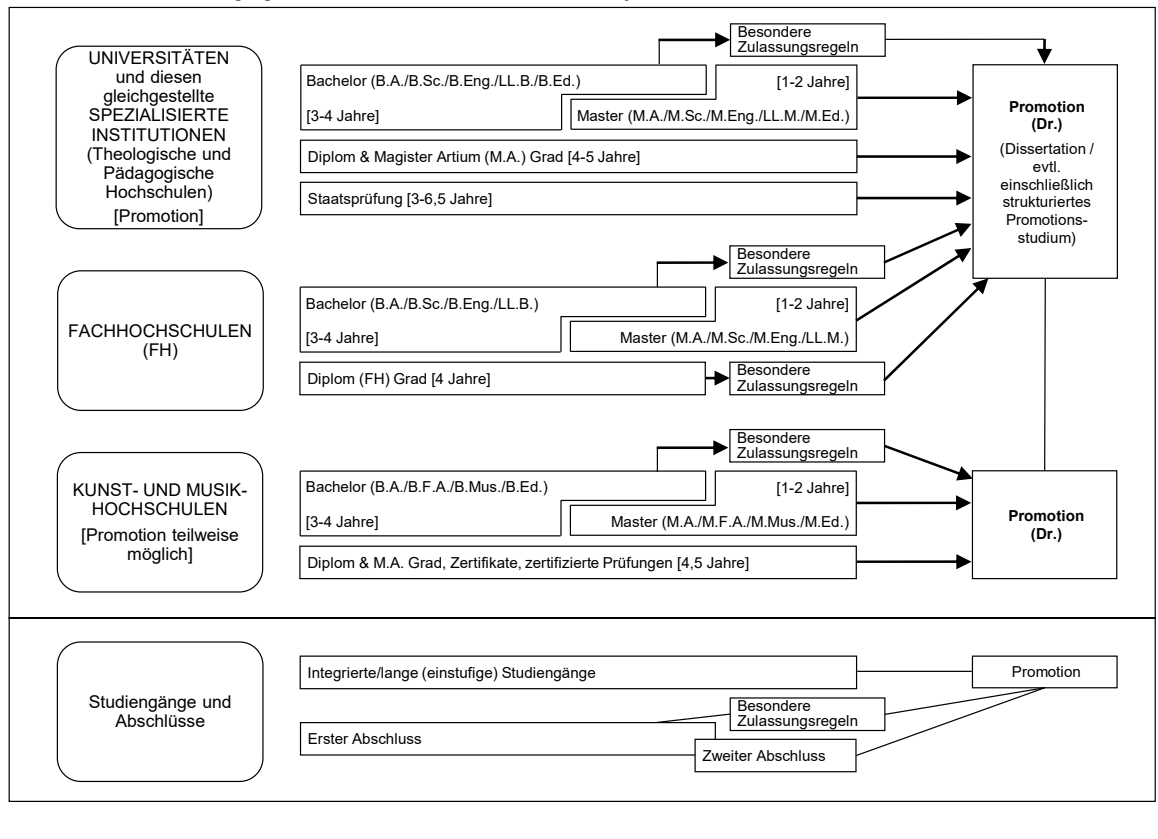 UNIVERSITÄTEN
und diesen
gleichgestellte
SPEZIALISIERTE
INSTITUTIONEN
(Theologische und
Pädagogische
Hochschulen)
[Promotion]
Besondere
Zulassungsregeln
Bachelor (B.A./B.Sc./B.Eng./LL.B./B.Ed.)
[3-4 Jahre]
[1-2 Jahre]
Master (M.A./M.Sc./M.Eng./LL.M./M.Ed.)
Diplom & Magister Artium (M.A.) Grad [4-5 Jahre]
Staatsprüfung [3-6,5 Jahre]
Promotion
(Dr.)
(Dissertation /
evtl.
einschließlich
strukturiertes
Promotions-
studium)
FACHHOCHSCHULEN
(FH)
Besondere
Zulassungsregeln
Bachelor (B.A./B.Sc./B.Eng./LL.B.)
[3-4 Jahre]
[1-2 Jahre]
Master (M.A./M.Sc./M.Eng./LL.M.)
Diplom (FH) Grad [4 Jahre]
Besondere
Zulassungsregeln
KUNST- UND MUSIK-
HOCHSCHULEN
[Promotion teilweise
möglich]
Besondere
Zulassungsregeln
Bachelor (B.A./B.F.A./B.Mus./B.Ed.)
[3-4 Jahre]
[1-2 Jahre]
Master (M.A./M.F.A./M.Mus./M.Ed.)
Diplom & M.A. Grad, Zertifikate, zertifizierte Prüfungen [4,5 Jahre]
Promotion
(Dr.)
Studiengänge und
Abschlüsse
Integrierte/lange (einstufige) Studiengänge
Promotion
Besondere
Zulassungsregeln
Erster Abschluss
Zweiter Abschluss